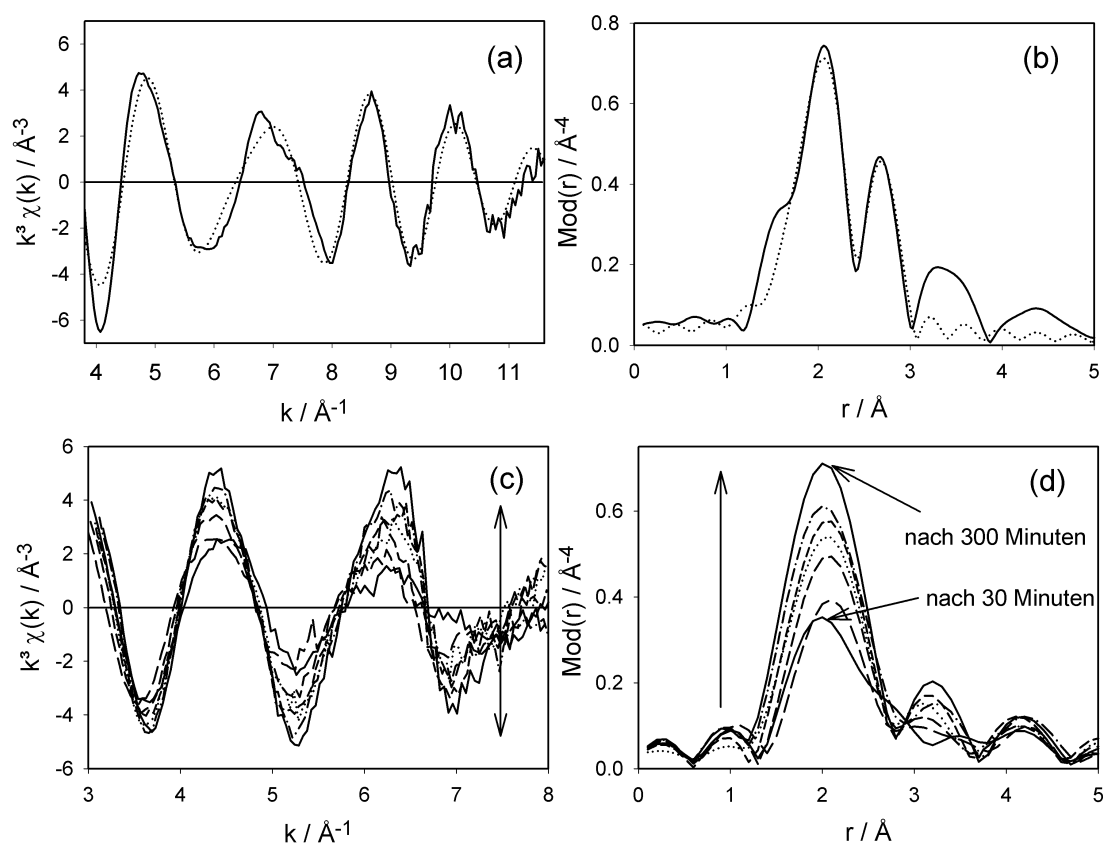 (a)
6
4
2
0
-2
-4
-6
k³ χ(k) / Å-3
4 5 6 7 8 9 10 11
k / Å-1
(b)
0.8
0.6
0.4
0.2
0.0
Mod(r) / Å-4
0 1 2 3 4 5
r / Å
(c)
6
4
2
0
-2
-4
-6
k³ χ(k) / Å-3
3 4 5 6 7 8
k / Å-1
(d)
0.6
0.4
0.2
0.0
Mod(r) / Å-4
nach 300 Minuten
nach 30 Minuten
0 1 2 3 4 5
r / Å